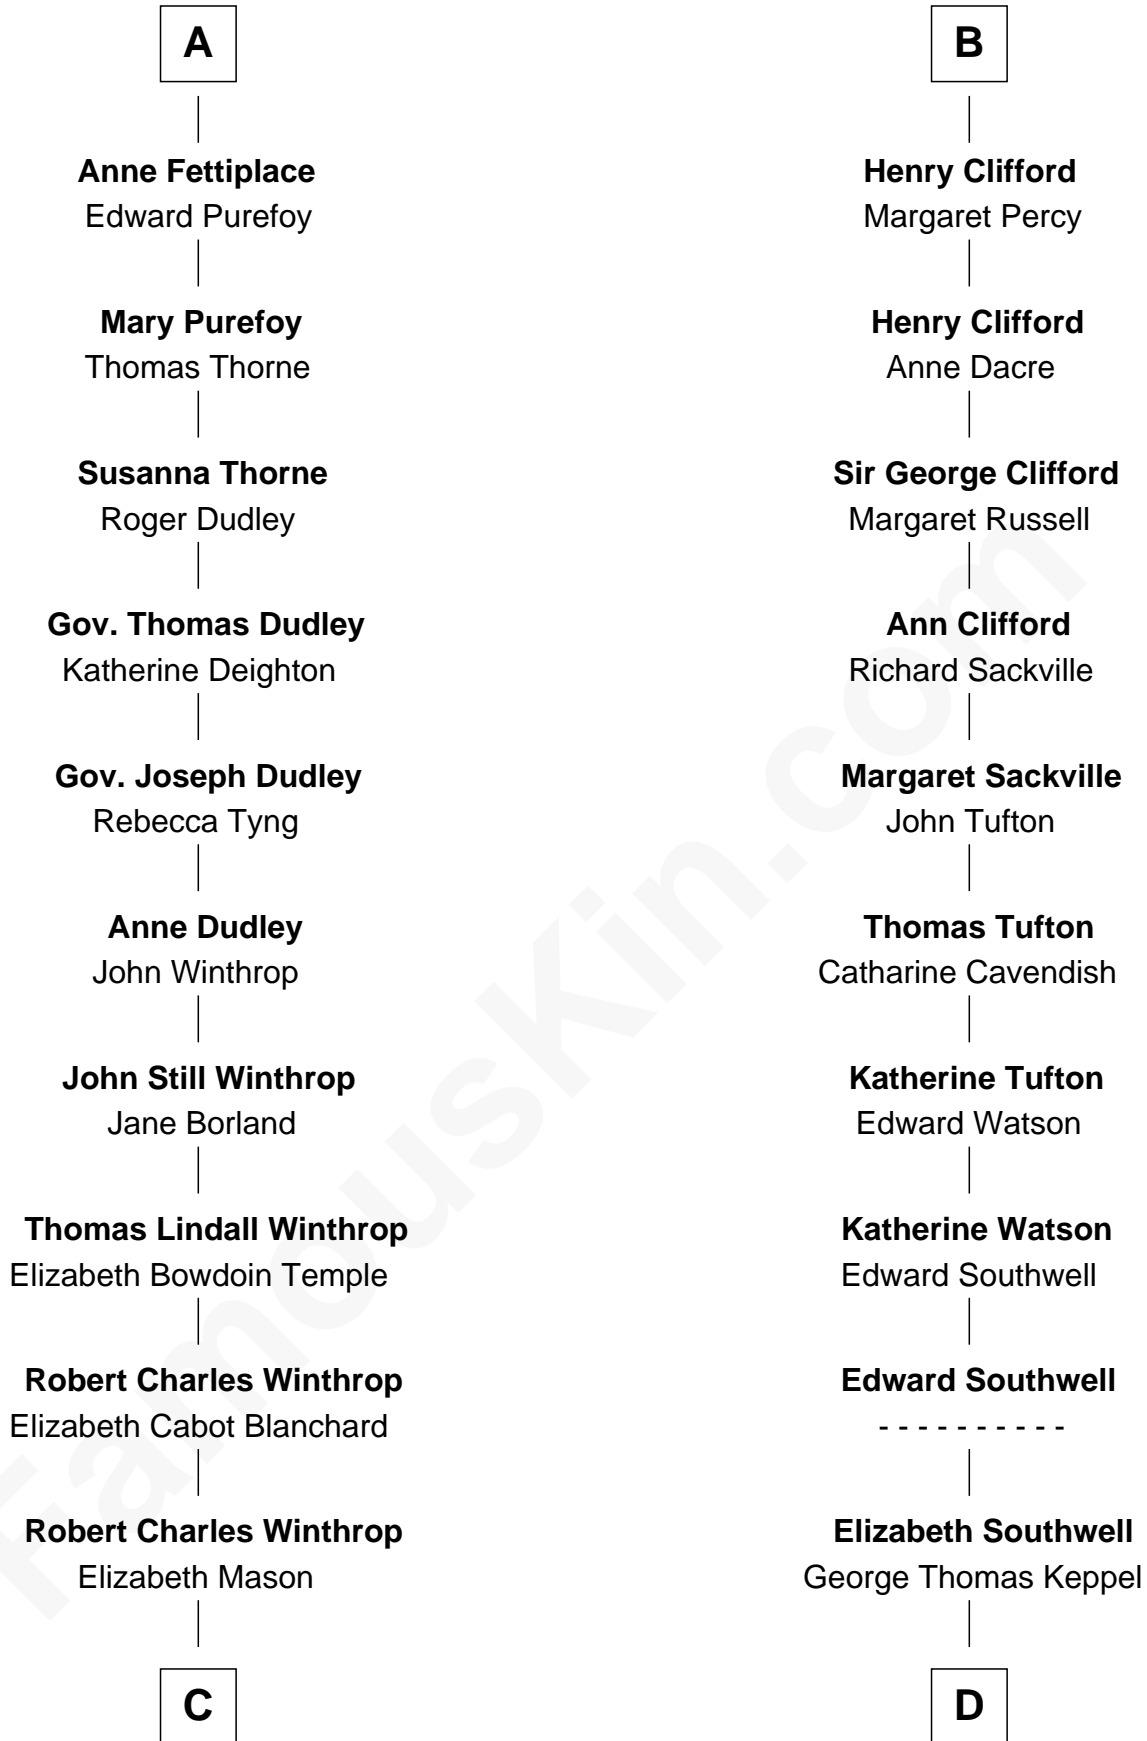 A
Anne Fettiplace
Edward Purefoy
Mary Purefoy
Thomas Thorne
Susanna Thorne
Roger Dudley
Gov. Thomas Dudley
Katherine Deighton
Gov. Joseph Dudley
Rebecca Tyng
Anne Dudley
John Winthrop
John Still Winthrop
Jane Borland
Thomas Lindall Winthrop
Elizabeth Bowdoin Temple
Robert Charles Winthrop
Elizabeth Cabot Blanchard
Robert Charles Winthrop
Elizabeth Mason
C
B
Henry Clifford
Margaret Percy
Henry Clifford
Anne Dacre
Sir George Clifford
Margaret Russell
Ann Clifford
Richard Sackville
Margaret Sackville
John Tufton
Thomas Tufton
Catharine Cavendish
Katherine Tufton
Edward Watson
Katherine Watson
Edward Southwell
Edward Southwell
- - - - - - - - - -
Elizabeth Southwell
George Thomas Keppel
D
FamousKin.com